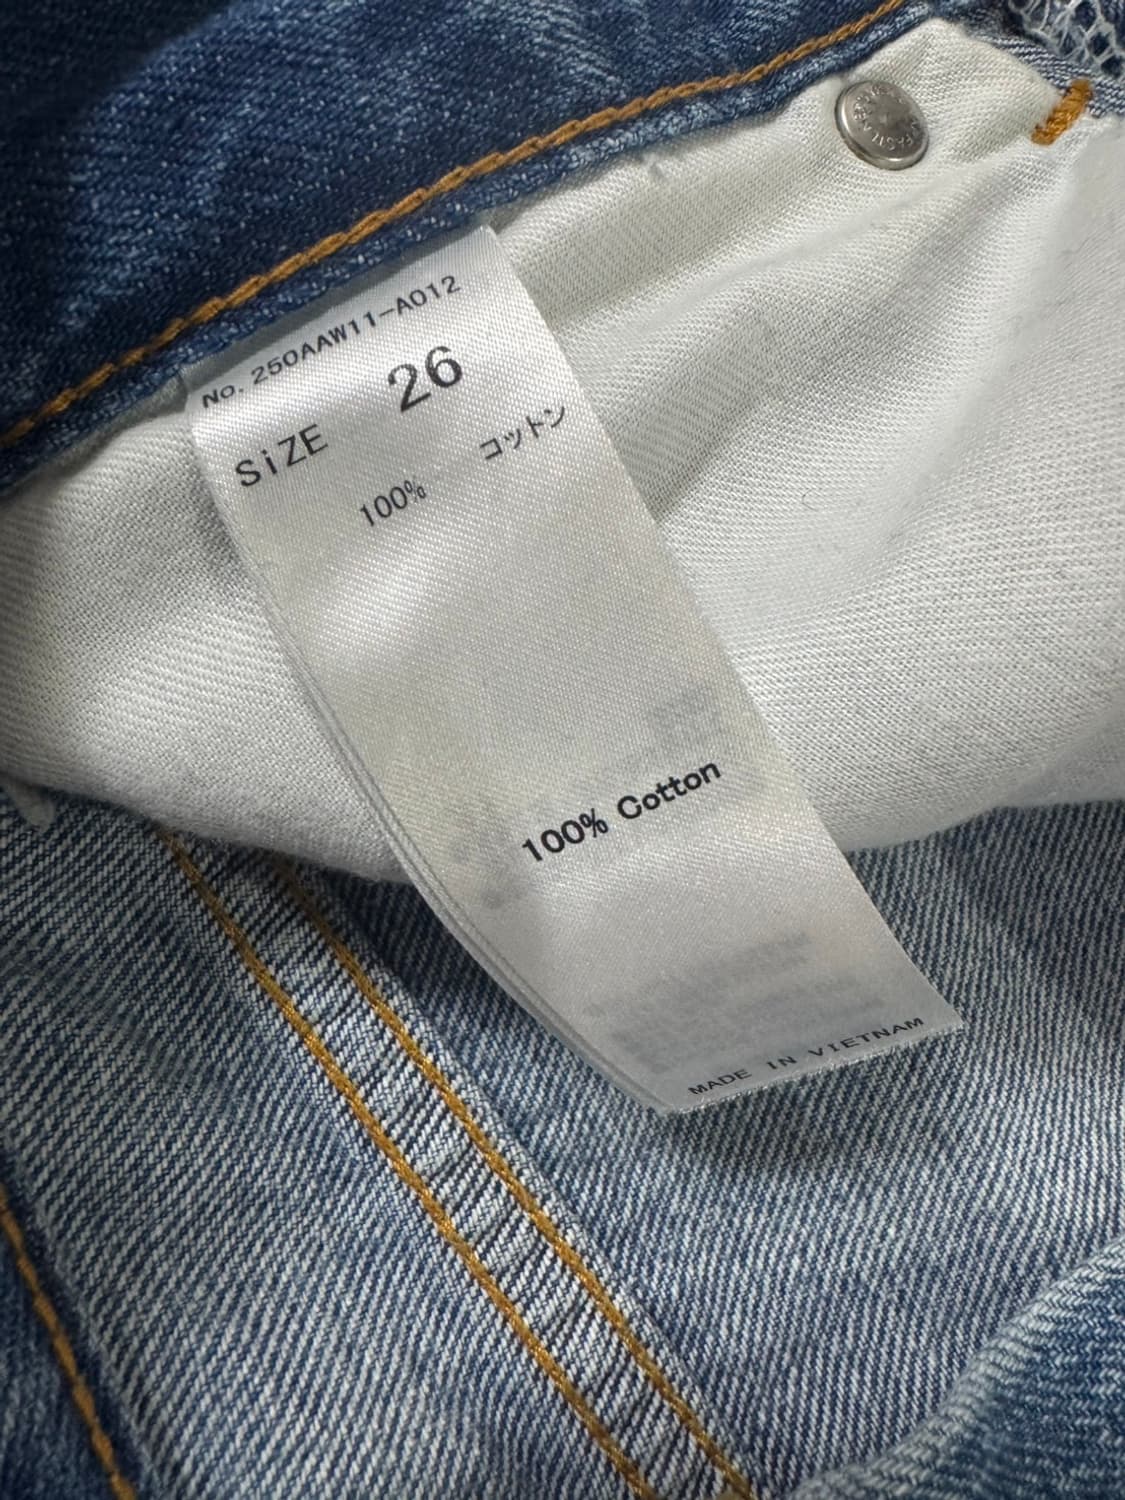 No. 250AAW11-A012
SiZE 26
100% コットン
100% Cotton
MADE IN VIETNAM